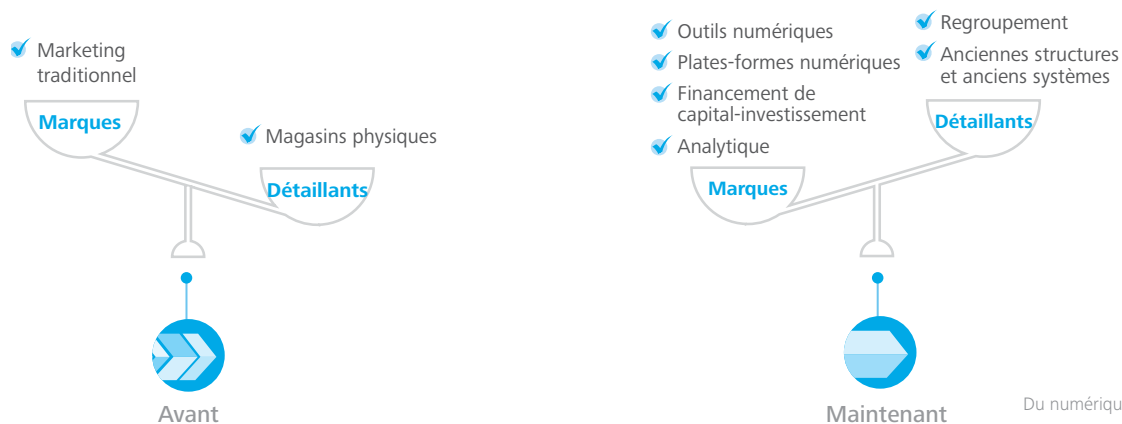 Marketing
traditionnel
Marques
Magasins physiques
Détaillants
Avant
Outils numériques
Plates-formes numériques
Financement de
capital-investissement
Analytique
Marques
Regroupement
Anciennes structures
et anciens systèmes
Détaillants
Maintenant
Du numériqu